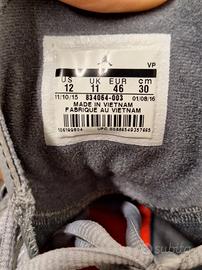 VP
US UK EUR cm
12 11 46 30
11/10/15 834064-003 01/08/16
MADE IN VIETNAM
FABRIQUE AU VIETNAM
subito